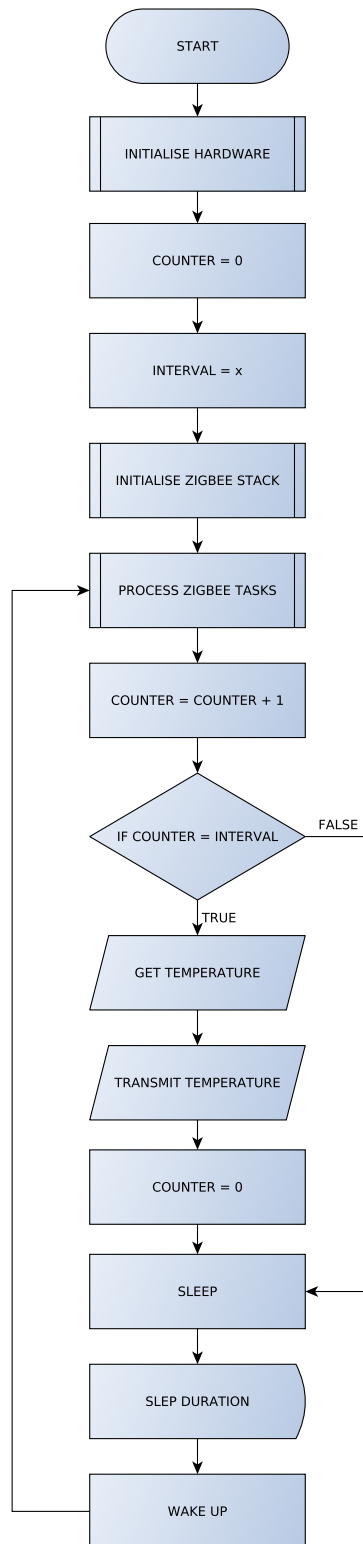 START
INITIALISE HARDWARE
COUNTER = 0
INTERVAL = x
INITIALISE ZIGBEE STACK
PROCESS ZIGBEE TASKS
COUNTER = COUNTER + 1
IF COUNTER = INTERVAL
FALSE
TRUE
GET TEMPERATURE
TRANSMIT TEMPERATURE
COUNTER = 0
SLEEP
SLEP DURATION
WAKE UP